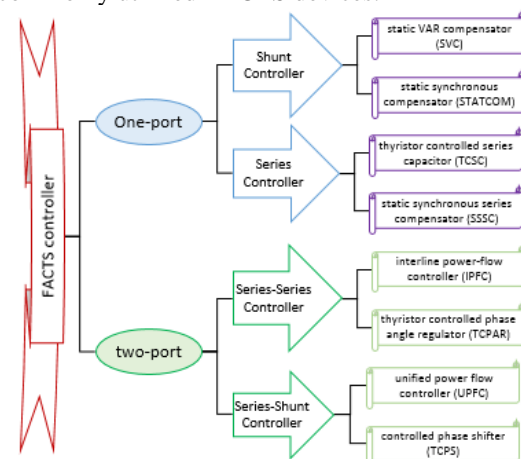 Shunt
Controller
static VAR compensator
(SVC)
static synchronous
compensator (STATCOM)
One-port
Series
Controller
thyristor controlled series
capacitor (TCSC)
static synchronous series
compensator (SSSC)
FACTS controller
Series-Series
Controller
interline power-flow
controller (IPFC)
thyristor controlled phase
angle regulator (TCPAR)
two-port
Series-Shunt
Controller
unified power flow
controller (UPFC)
controlled phase shifter
(TCPS)